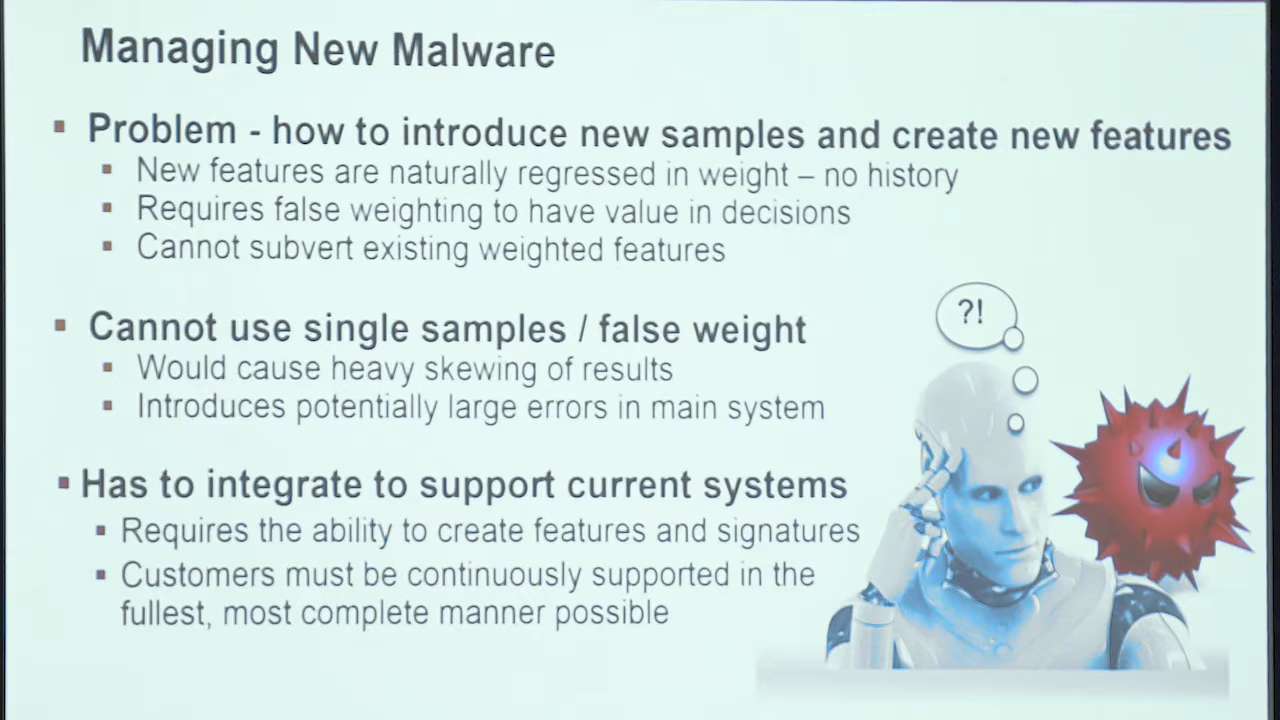 Managing New Malware
▪ Problem - how to introduce new samples and create new features
▪ New features are naturally regressed in weight – no history
▪ Requires false weighting to have value in decisions
▪ Cannot subvert existing weighted features
▪ Cannot use single samples / false weight
▪ Would cause heavy skewing of results
▪ Introduces potentially large errors in main system
▪ Has to integrate to support current systems
▪ Requires the ability to create features and signatures
▪ Customers must be continuously supported in the
fullest, most complete manner possible
?!